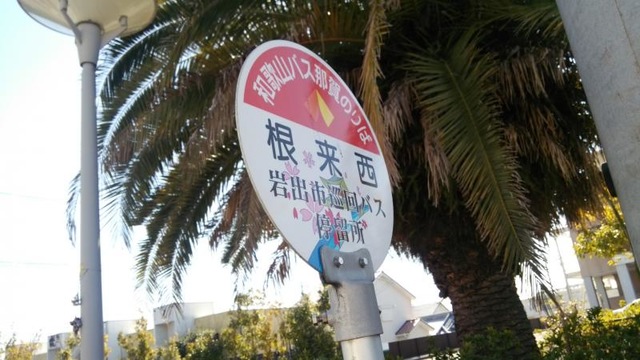 和歌山バス那賀のりば
根来西
岩出市巡回バス
停留所